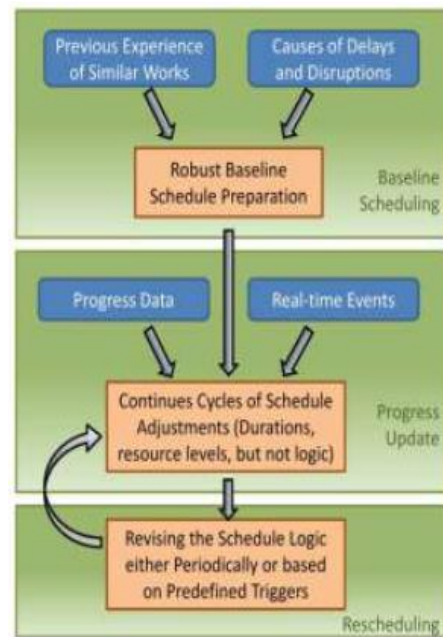 Previous Experience
of Similar Works
Causes of Delays
and Disruptions
Robust Baseline
Schedule Preparation
Baseline
Scheduling
Progress Data
Real-time Events
Continues Cycles of Schedule
Adjustments (Durations,
resource levels, but not logic)
Progress
Update
Revising the Schedule Logic
either Periodically or based
on Predefined Triggers
Rescheduling